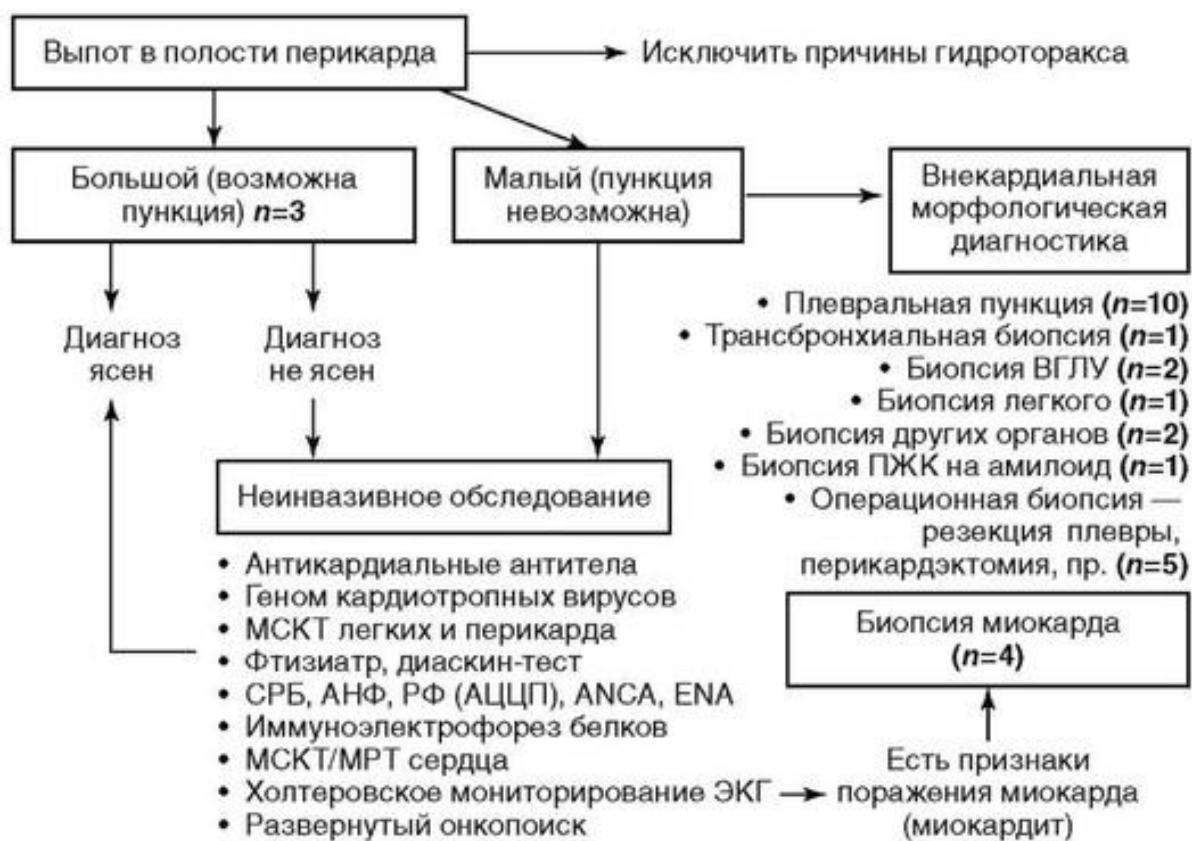 Выпот в полости перикарда
Исключить причины гидроторакса
Большой (возможна
пункция) n=3
Малый (пункция
невозможна)
Внекардиальная
морфологическая
диагностика
Диагноз
ясен
Диагноз
не ясен
• Плевральная пункция (n=10)
• Трансбронхиальная биопсия (n=1)
• Биопсия ВГЛУ (n=2)
• Биопсия легкого (n=1)
• Биопсия других органов (n=2)
• Биопсия ПЖК на амилоид (n=1)
• Операционная биопсия —
резекция плевры,
перикардэктомия, пр. (n=5)
Неинвазивное обследование
• Антикардиальные антитела
• Геном кардиотропных вирусов
• МСКТ легких и перикарда
• Фтизиатр, диаскин-тест
• СРБ, АНФ, РФ (АЦЦП), ANCA, ENA
• Иммуноэлектрофорез белков
• МСКТ/МРТ сердца
• Холтеровское мониторирование ЭКГ
• Развернутый онкопоиск
Биопсия миокарда
(n=4)
Есть признаки
поражения миокарда
(миокардит)